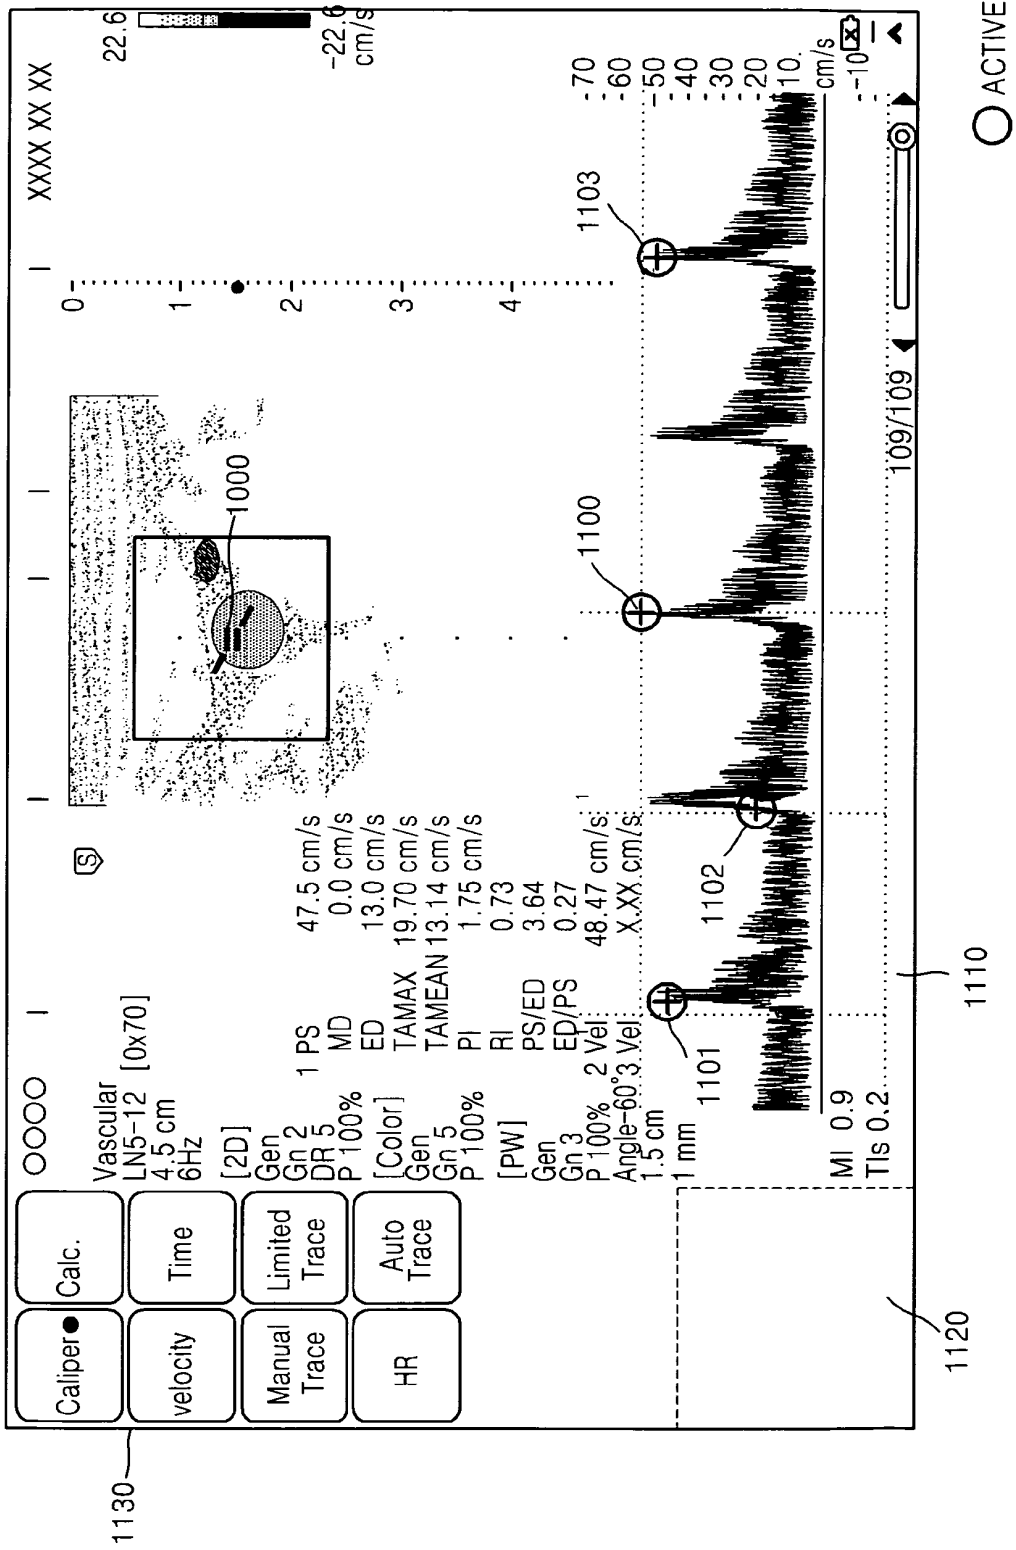 Caliper
Calc.
velocity
Time
Manual
Trace
Limited
Trace
HR
Auto
Trace
1130
1120
OOOO
XXXX XX XX
Vascular
LN5-12 [0x70]
4.5 cm
6Hz
[2D]
Gen
Gn 2
DR 5
P 100%
[Color]
Gen
Gn 5
P 100%
[PW]
Gen
Gn 3
P 100%
Angle-60°
1.5 cm
1 mm
MI 0.9
TIs 0.2
S
1 PS 47.5 cm/s
MD 0.0 cm/s
ED 13.0 cm/s
TAMAX 19.70 cm/s
TAMEAN 13.14 cm/s
PI 1.75 cm/s
RI 0.73
PS/ED 3.64
ED/PS 0.27
2 Vel 48.47 cm/s
3 Vel X.XX cm/s
1
1000
0
1
2
3
4
22.6
-22.6
cm/s
1101
1102
1100
1103
1110
-70
-60
-50
-40
-30
-20
10.
cm/s
-10
x
109/109
ACTIVE